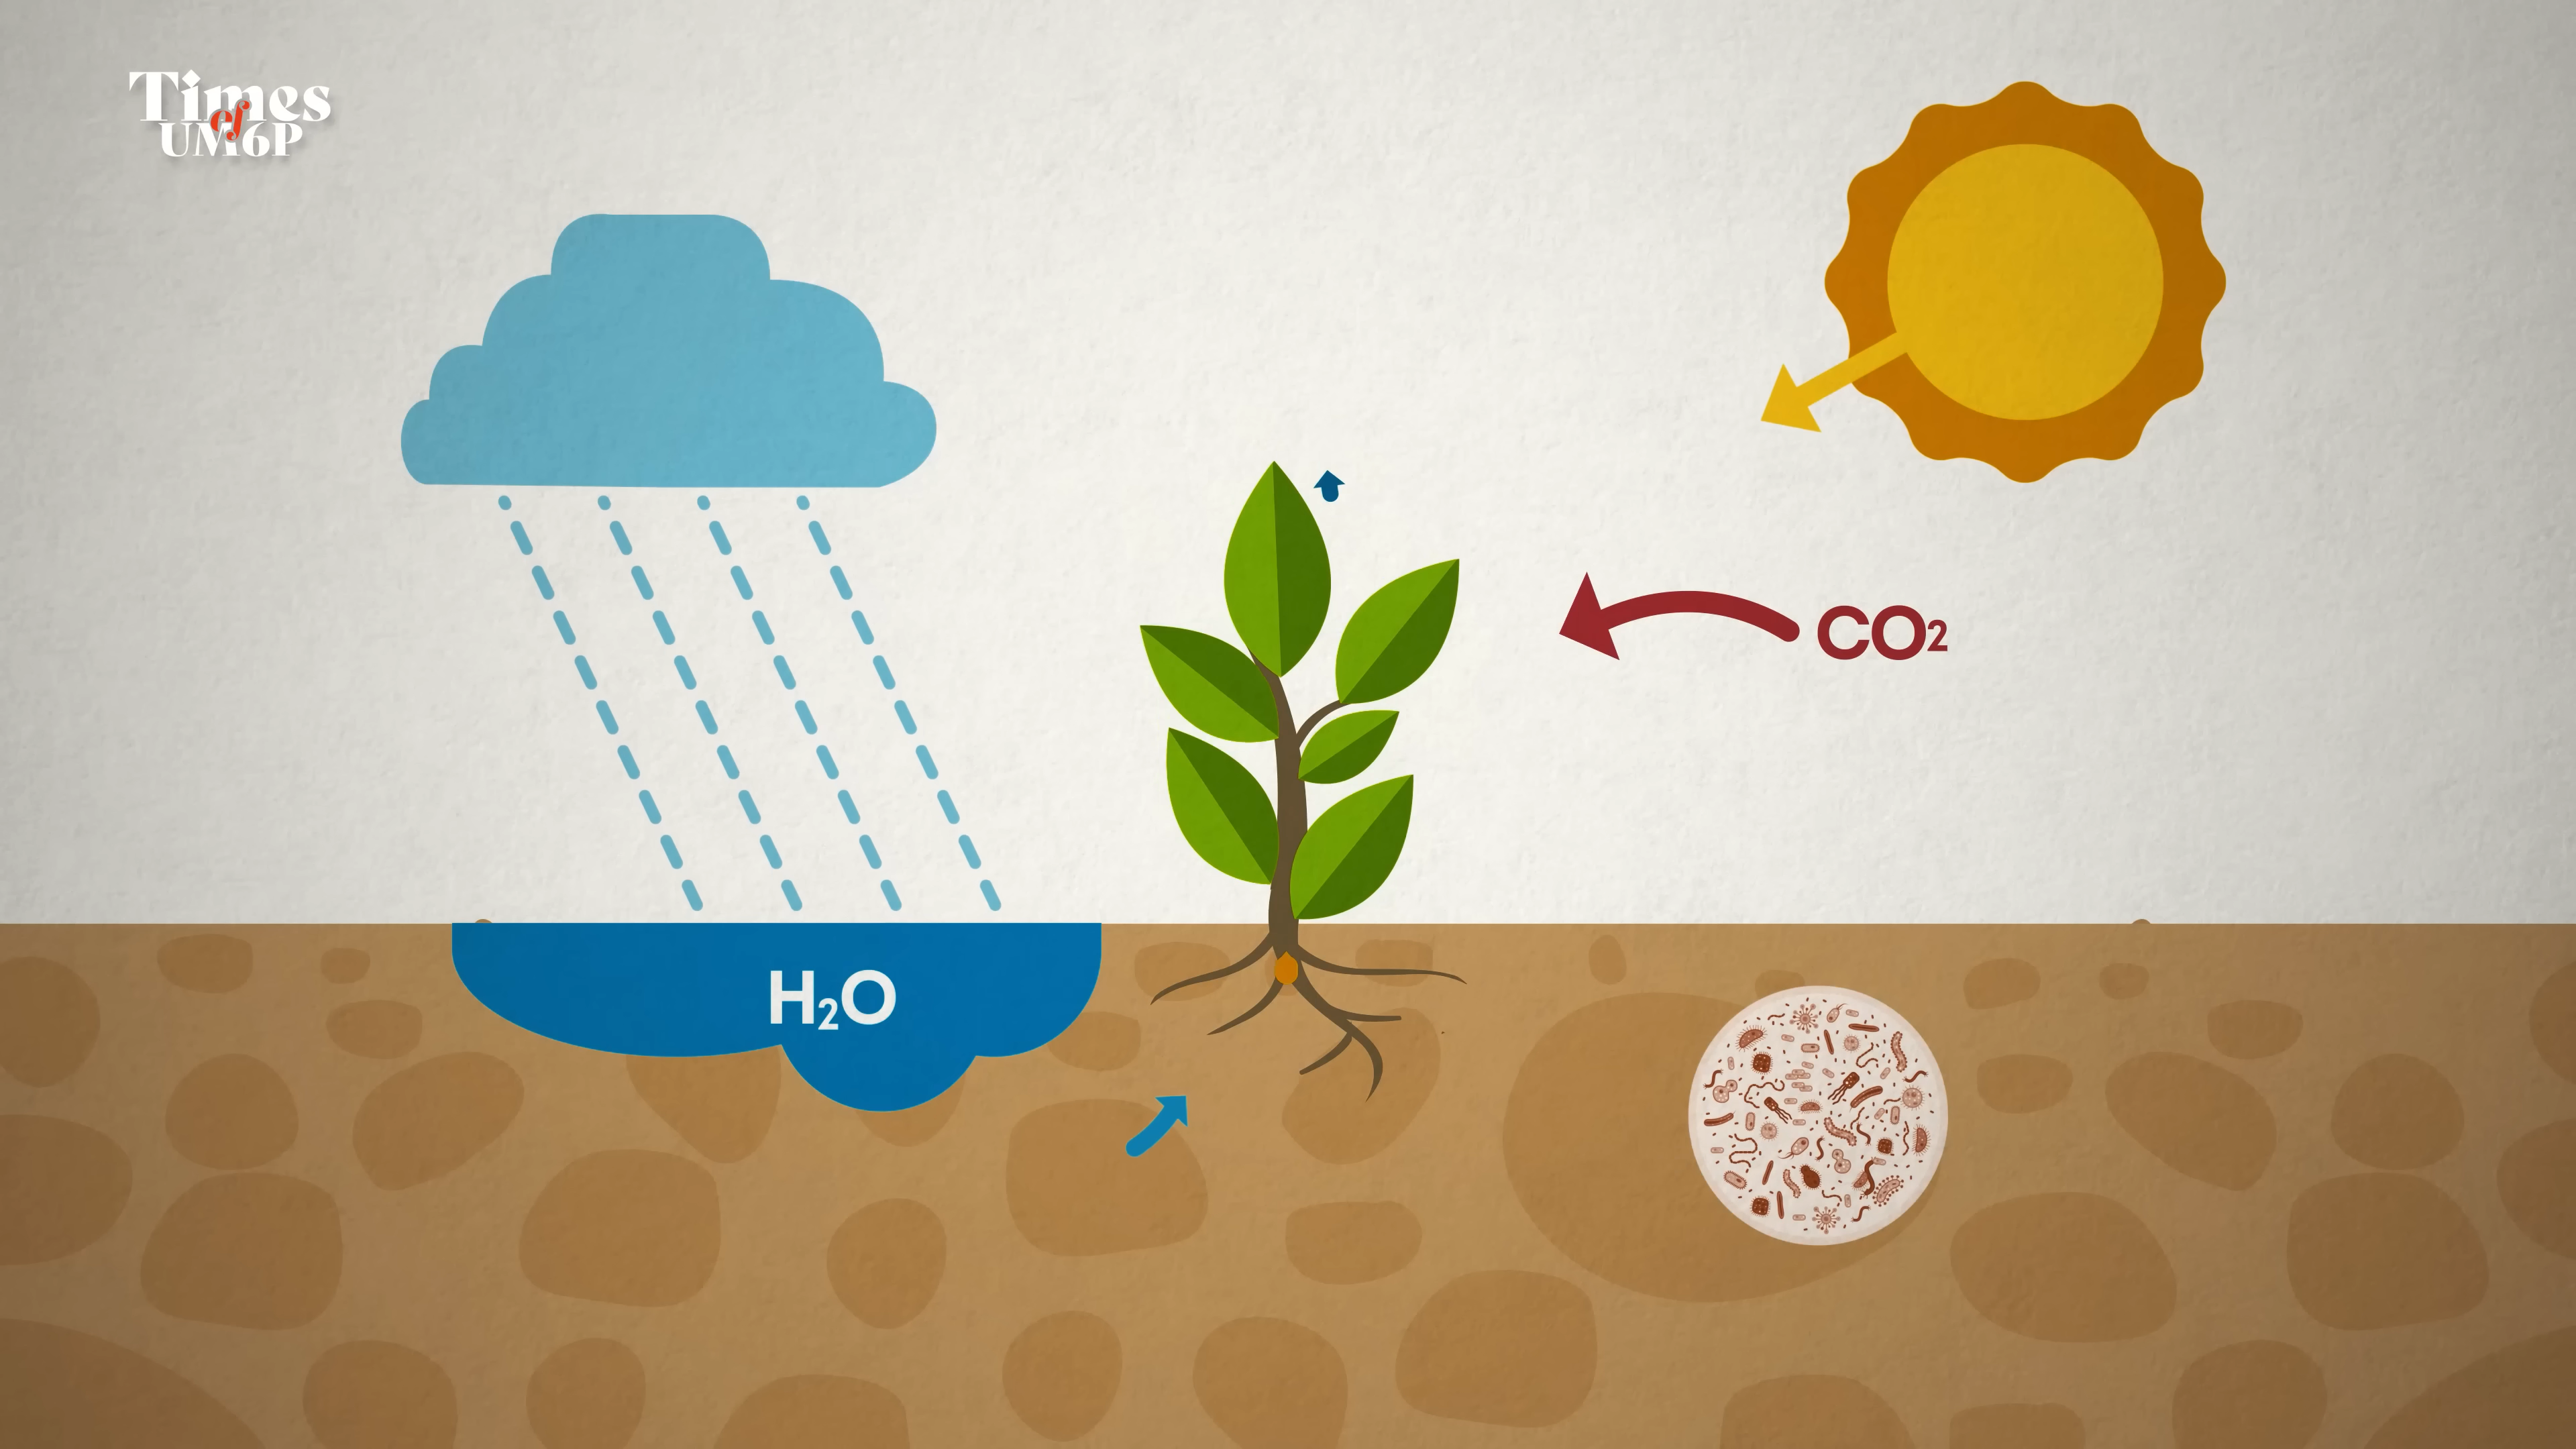 Times
of
UM6P
CO₂
H₂O